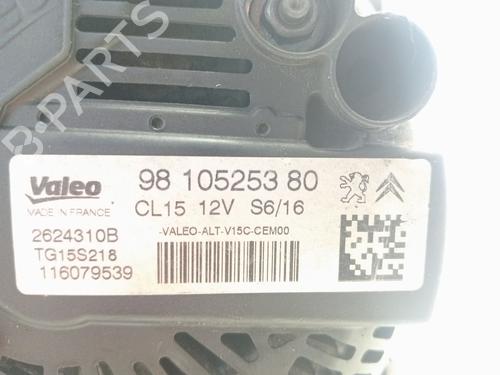 B-PARTS
Valeo
MADE IN FRANCE
98 105253 80
CL15 12V S6/16
2624310B
-VALEO-ALT-V15C-CEM00
TG15S218
116079539